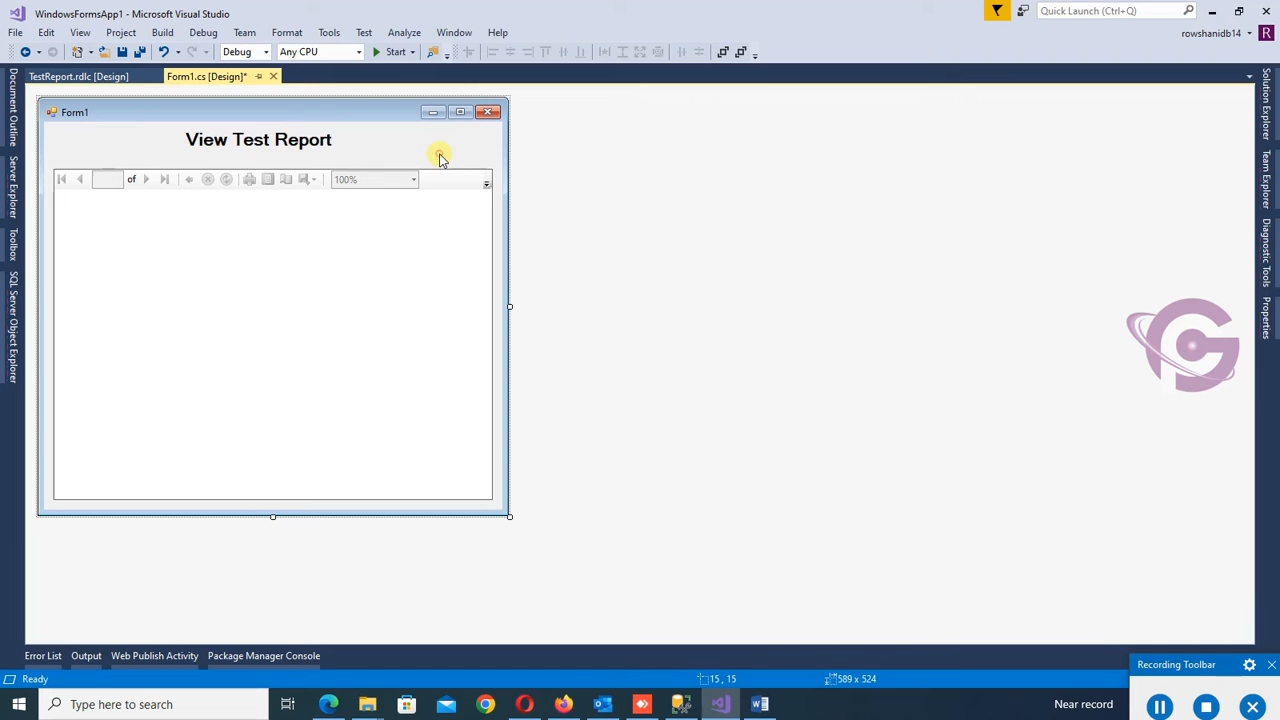 WindowsFormsApp1 - Microsoft Visual Studio
Quick Launch (Ctrl+Q)
File Edit View Project Build Debug Team Format Tools Test Analyze Window Help
rowshanidb14
R
Debug Any CPU Start
TestReport.rdlc [Design]
Form1.cs [Design]*
Document Outline
Server Explorer
Toolbox
SQL Server Object Explorer
Form1
View Test Report
of
100%
Solution Explorer
Team Explorer
Diagnostic Tools
Properties
Error List Output Web Publish Activity Package Manager Console
Ready
15 , 15
589 x 524
Recording Toolbar
Type here to search
Near record